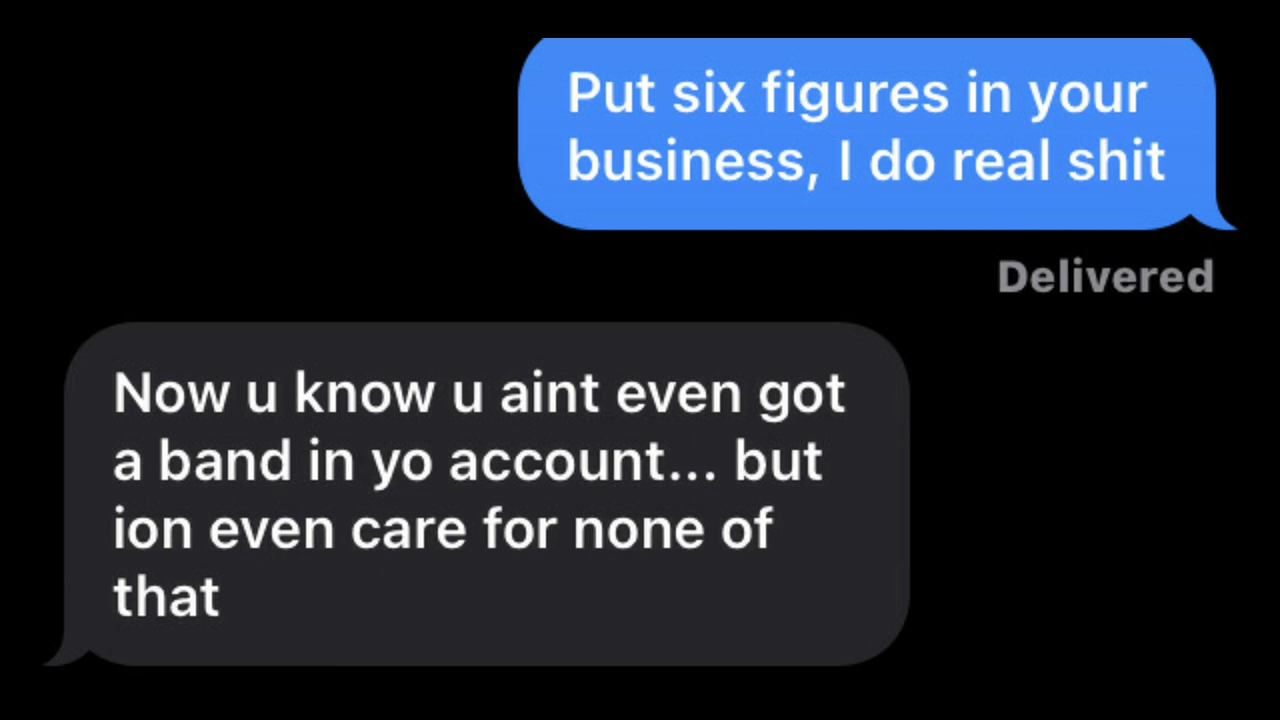 Put six figures in your
business, I do real shit
Delivered
Now u know u aint even got
a band in yo account... but
ion even care for none of
that